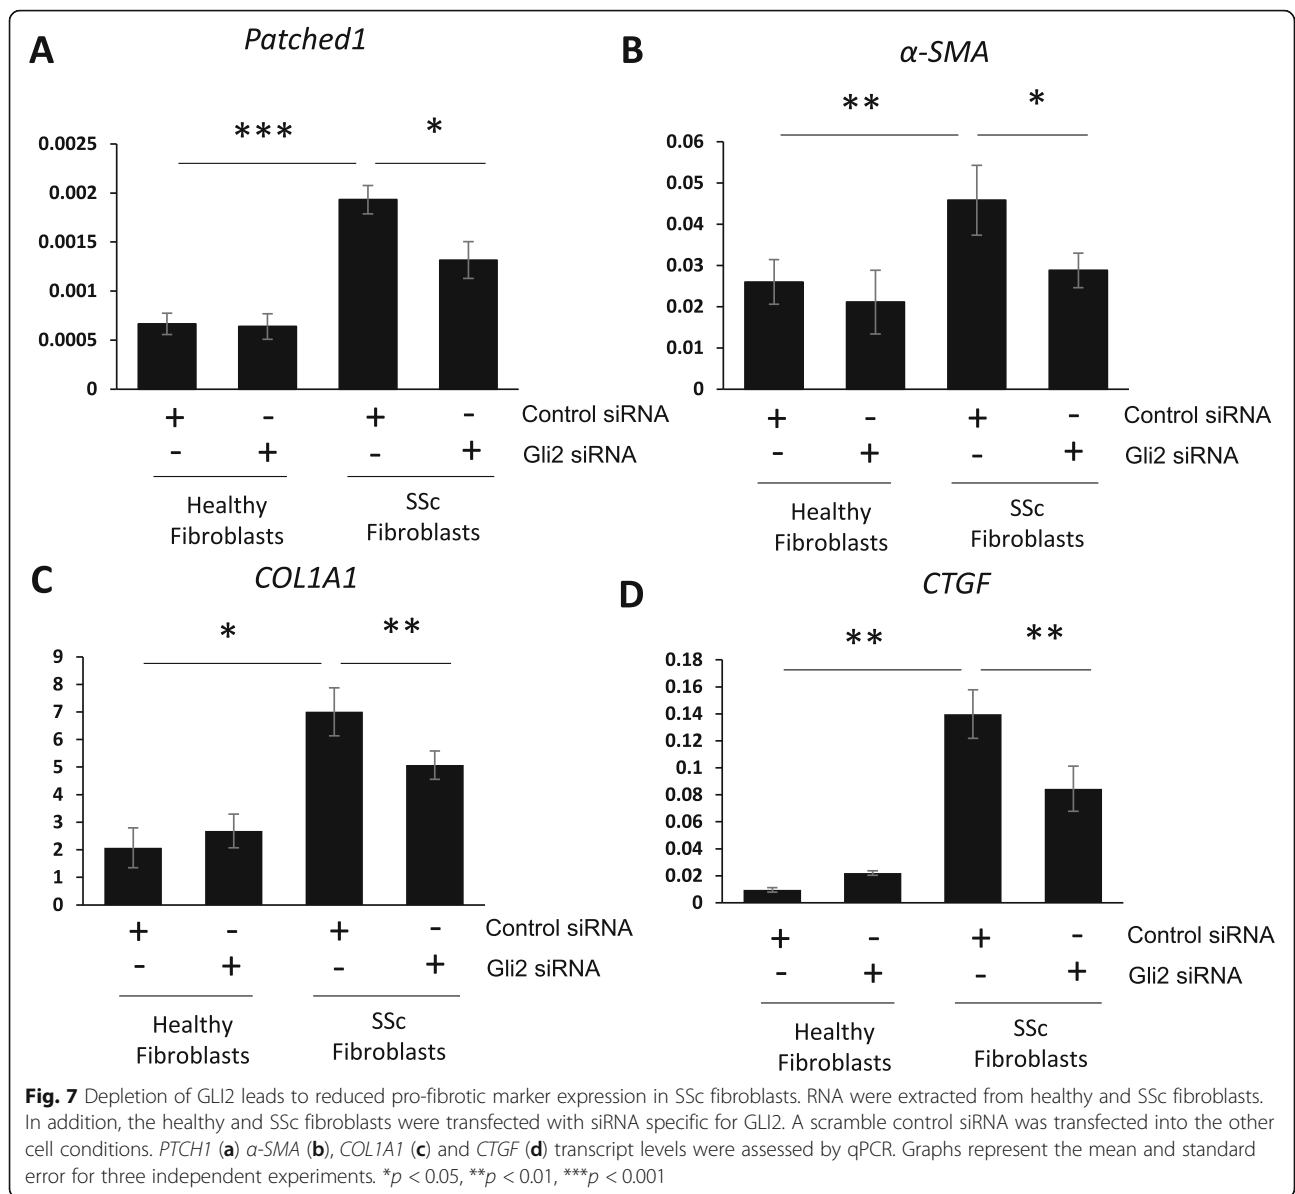 A
Patched1
***
*
0.0025
0.002
0.0015
0.001
0.0005
0
+ - + - Control siRNA
- + - + Gli2 siRNA
Healthy Fibroblasts
SSc Fibroblasts
B
α-SMA
**
*
0.06
0.05
0.04
0.03
0.02
0.01
0
+ - + - Control siRNA
- + - + Gli2 siRNA
Healthy Fibroblasts
SSc Fibroblasts
C
COL1A1
*
**
9
8
7
6
5
4
3
2
1
0
+ - + - Control siRNA
- + - + Gli2 siRNA
Healthy Fibroblasts
SSc Fibroblasts
D
CTGF
**
**
0.18
0.16
0.14
0.12
0.1
0.08
0.06
0.04
0.02
0
+ - + - Control siRNA
- + - + Gli2 siRNA
Healthy Fibroblasts
SSc Fibroblasts
Fig. 7 Depletion of GLI2 leads to reduced pro-fibrotic marker expression in SSc fibroblasts. RNA were extracted from healthy and SSc fibroblasts.
In addition, the healthy and SSc fibroblasts were transfected with siRNA specific for GLI2. A scramble control siRNA was transfected into the other
cell conditions. PTCH1 (a) α-SMA (b), COL1A1 (c) and CTGF (d) transcript levels were assessed by qPCR. Graphs represent the mean and standard
error for three independent experiments. *p < 0.05, **p < 0.01, ***p < 0.001